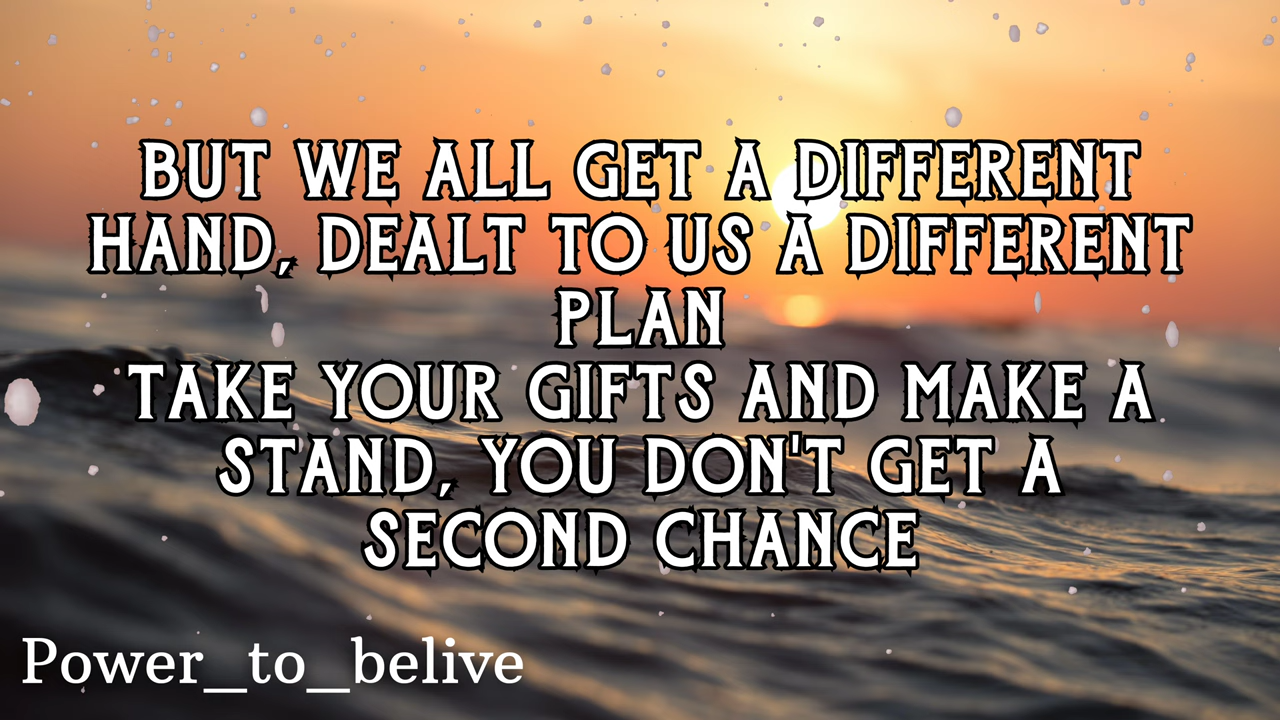 BUT WE ALL GET A DIFFERENT
HAND, DEALT TO US A DIFFERENT
PLAN
TAKE YOUR GIFTS AND MAKE A
STAND, YOU DON'T GET A
SECOND CHANCE
Power_to_belive